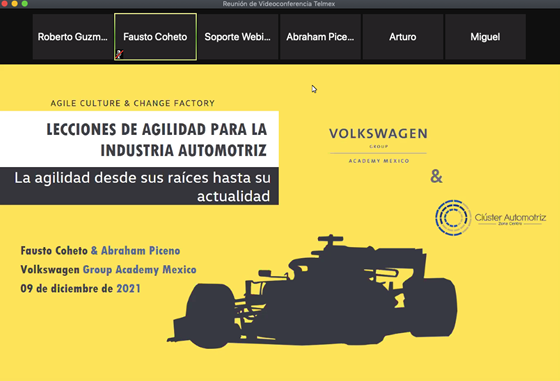 Reunión de Videoconferencia Telmex
Roberto Guzm...
Fausto Coheto
Soporte Webi...
Abraham Pice...
Arturo
Miguel
AGILE CULTURE & CHANGE FACTORY
LECCIONES DE AGILIDAD PARA LA
INDUSTRIA AUTOMOTRIZ
La agilidad desde sus raíces hasta su
actualidad
VOLKSWAGEN
GROUP
ACADEMY MEXICO
&
Clúster Automotriz
Zona Centro
Fausto Coheto & Abraham Piceno
Volkswagen Group Academy Mexico
09 de diciembre de 2021